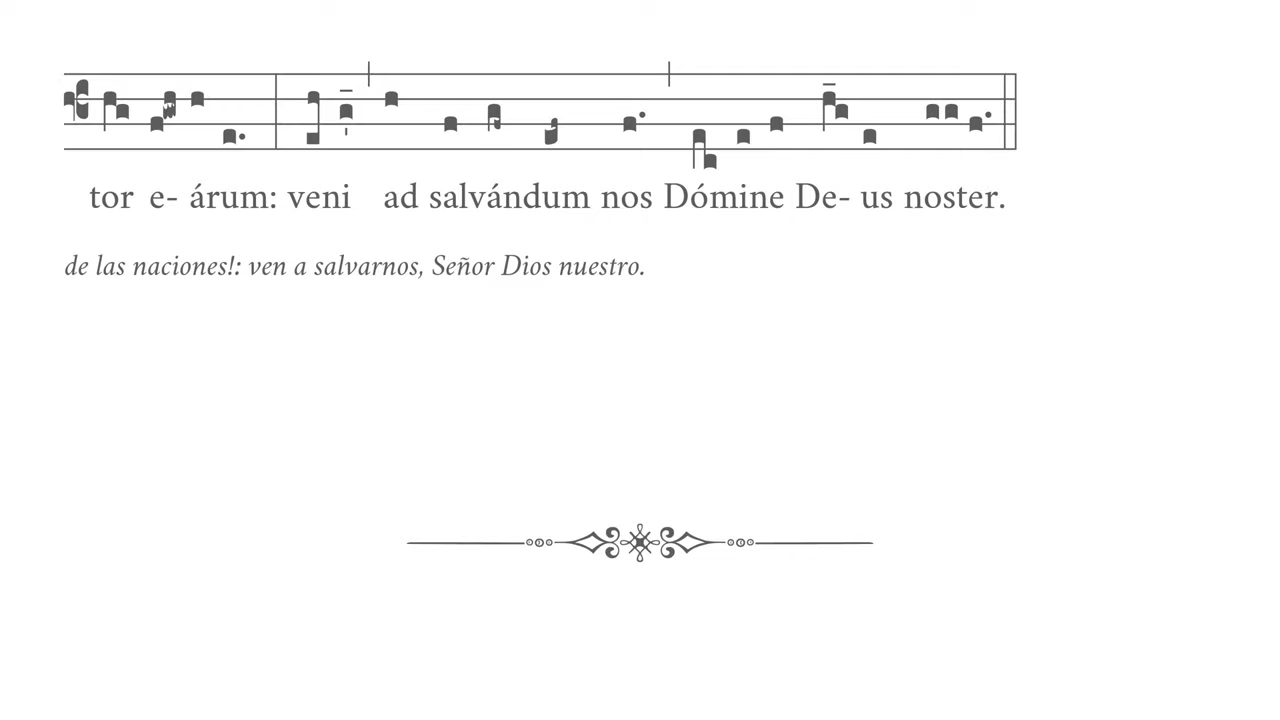 tor e- árum: veni ad salvándum nos Dómine De- us noster.
de las naciones!: ven a salvarnos, Señor Dios nuestro.